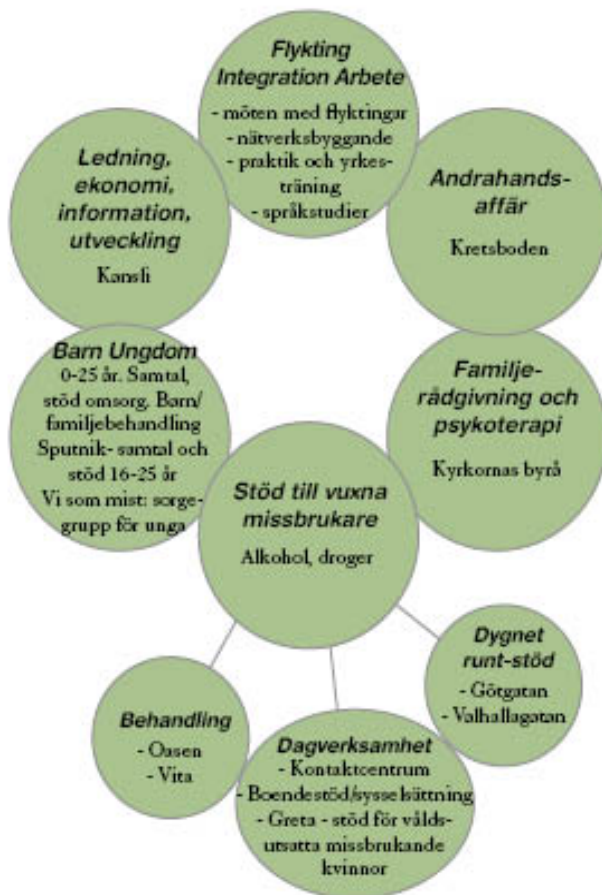 Flykting
Integration Arbete
- möten med flyktingar
- nätverksbyggande
- praktik och yrkes-
träning
- språkstudier
Ledning,
ekonomi,
information,
utveckling
Kansli
Andrahands-
affär
Kretsboden
Barn Ungdom
0-25 år. Samtal,
stöd omsorg. Barn/
familjebehandling
Sputnik- samtal och
stöd 16-25 år
Vi som mist: sorge-
grupp för unga
Familje-
rådgivning och
psykoterapi
Kyrkornas byrå
Stöd till vuxna
missbrukare
Alkohol, droger
Dygnet
runt-stöd
- Götgatan
- Valhallagatan
Behandling
- Oasen
- Vita
Dagverksamhet
- Kontaktcentrum
- Boendestöd/sysselsättning
- Greta - stöd för vålds-
utsatta missbrukande
kvinnor